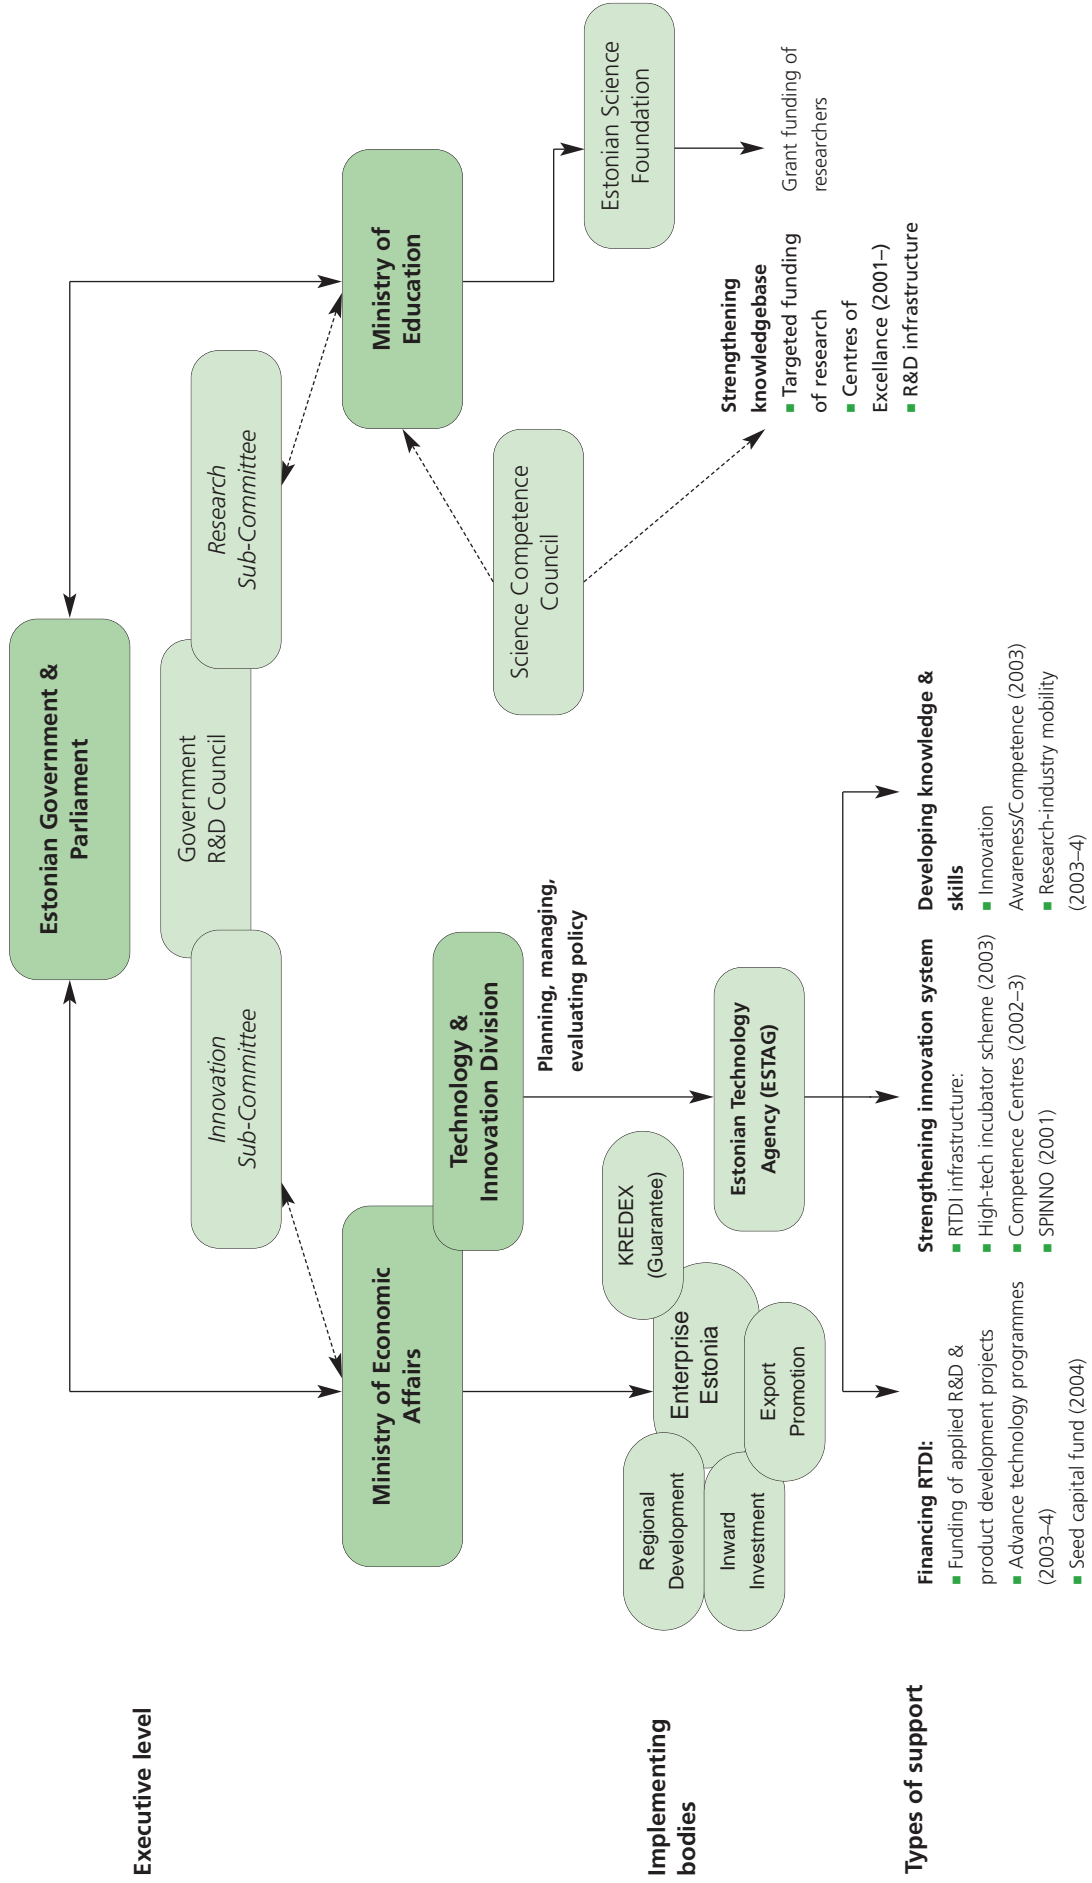 Executive level
Estonian Government &
Parliament
Government
R&D Council
Innovation
Sub-Committee
Research
Sub-Committee
Ministry of Economic
Affairs
Technology &
Innovation Division
Ministry of
Education
Planning, managing,
evaluating policy
Science Competence
Council
Implementing
bodies
Regional
Development
Inward
Investment
Enterprise
Estonia
KREDEX
(Guarantee)
Export
Promotion
Estonian Technology
Agency (ESTAG)
Estonian Science
Foundation
Types of support
Financing RTDI:
■ Funding of applied R&D &
product development projects
■ Advance technology programmes
(2003–4)
■ Seed capital fund (2004)
Strengthening innovation system
■ RTDI infrastructure:
■ High-tech incubator scheme (2003)
■ Competence Centres (2002–3)
■ SPINNO (2001)
Developing knowledge &
skills
■ Innovation
Awareness/Competence (2003)
■ Research-industry mobility
(2003–4)
Strengthening
knowledgebase
■ Targeted funding
of research
■ Centres of
Excellance (2001–)
■ R&D infrastructure
Grant funding of
researchers